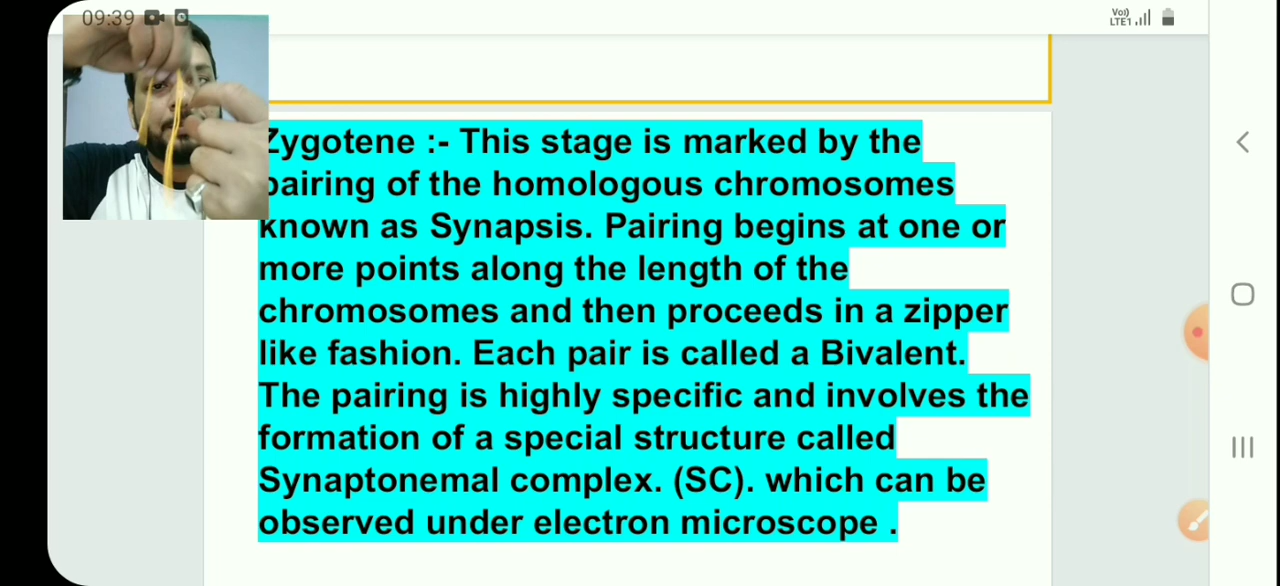 09:39
Vo))
LTE1
Zygotene :- This stage is marked by the
pairing of the homologous chromosomes
known as Synapsis. Pairing begins at one or
more points along the length of the
chromosomes and then proceeds in a zipper
like fashion. Each pair is called a Bivalent.
The pairing is highly specific and involves the
formation of a special structure called
Synaptonemal complex. (SC). which can be
observed under electron microscope .